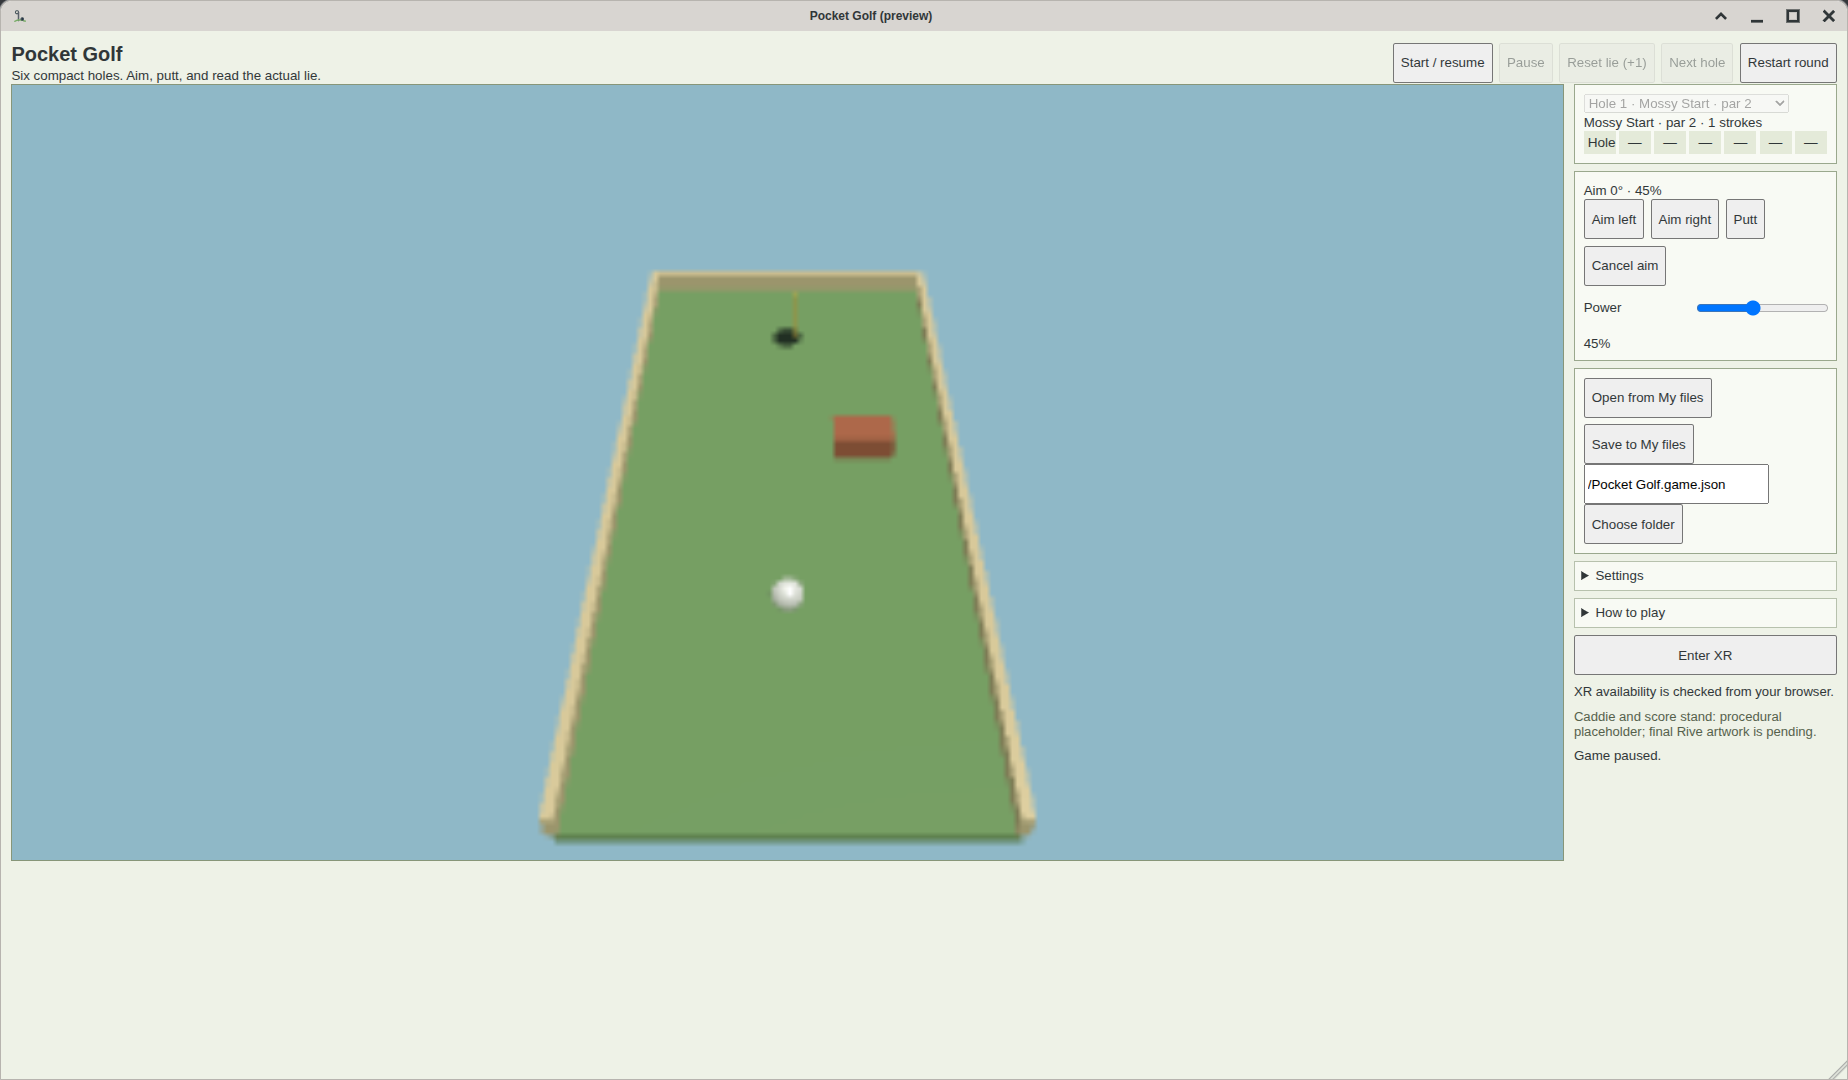 Pocket Golf (preview)
Pocket Golf
Six compact holes. Aim, putt, and read the actual lie.
Start / resume
Pause
Reset lie (+1)
Next hole
Restart round
Hole 1 · Mossy Start · par 2
Mossy Start · par 2 · 1 strokes
Hole — — — — — —
Aim 0° · 45%
Aim left
Aim right
Putt
Cancel aim
Power
45%
Open from My files
Save to My files
/Pocket Golf.game.json
Choose folder
Settings
How to play
Enter XR
XR availability is checked from your browser.
Caddie and score stand: procedural
placeholder; final Rive artwork is pending.
Game paused.